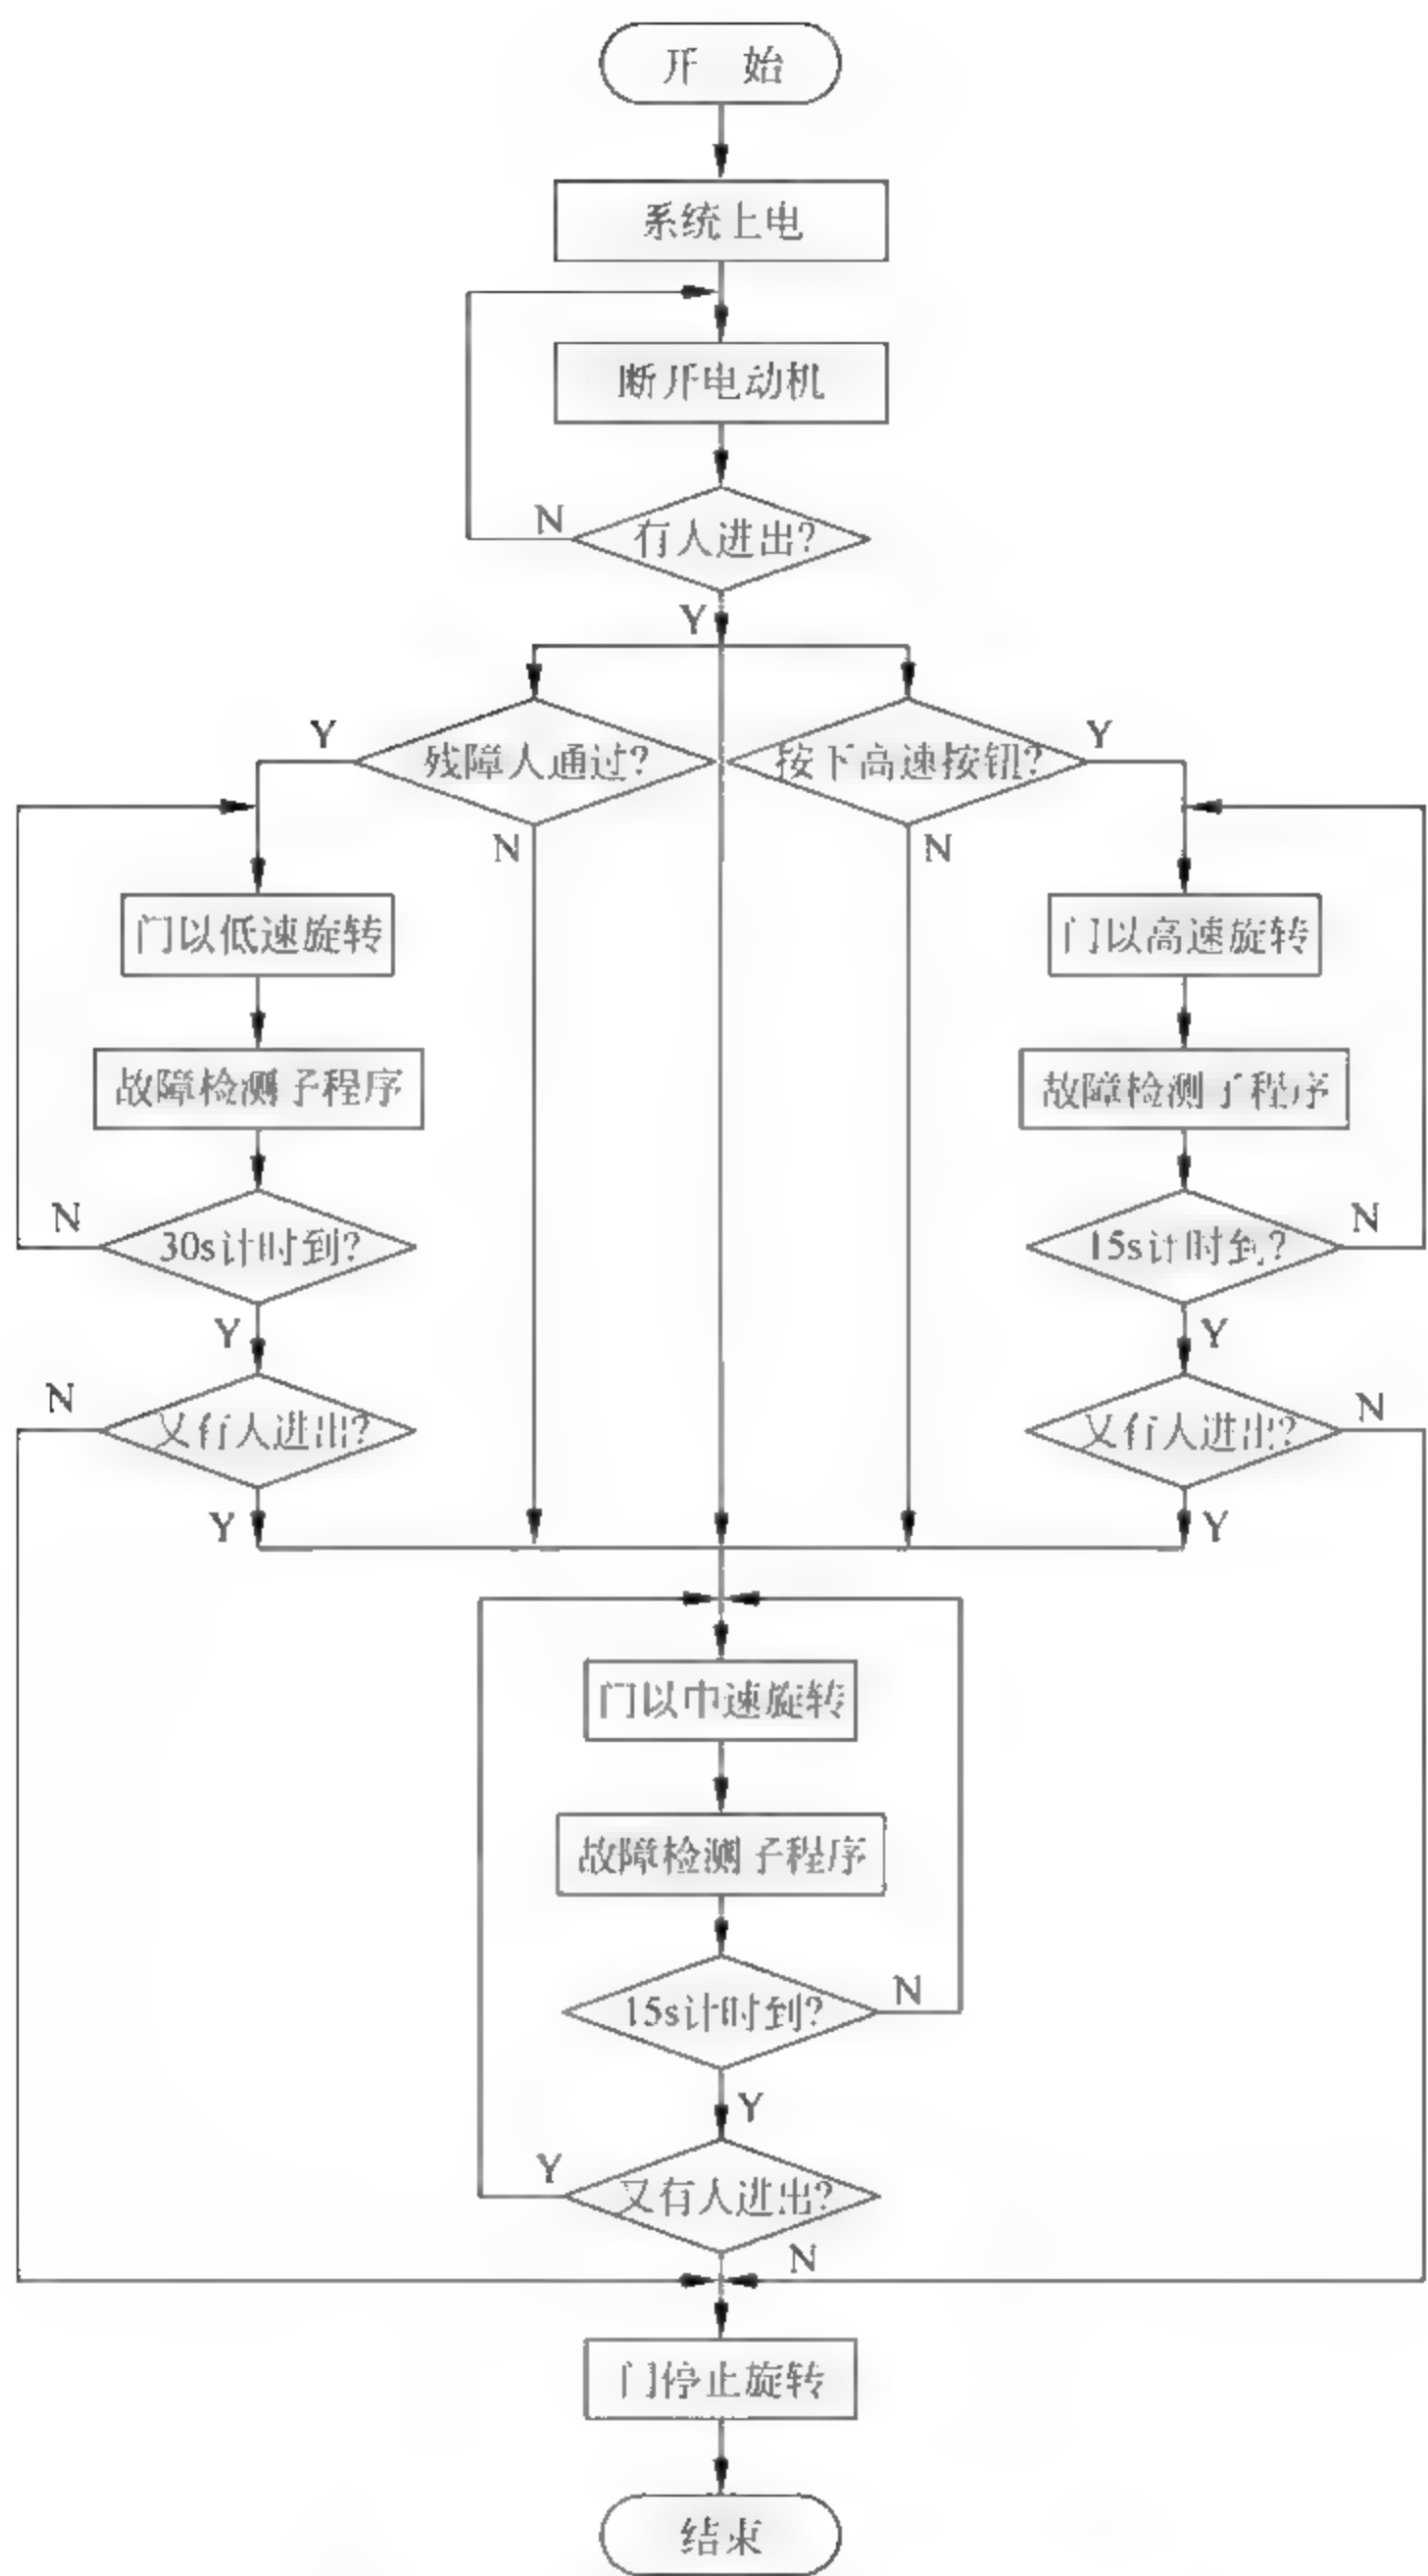 开 始
系统上电
断开电动机
N
有人进出?
Y
Y
残障人通过?
按下高速按钮?
Y
N
N
门以低速旋转
门以高速旋转
故障检测子程序
故障检测子程序
N
30s计时到?
15s计时到?
N
Y
Y
N
又有人进出?
又有人进出?
N
Y
Y
门以中速旋转
故障检测子程序
15s计时到?
N
Y
Y
又有人进出?
N
门停止旋转
结束